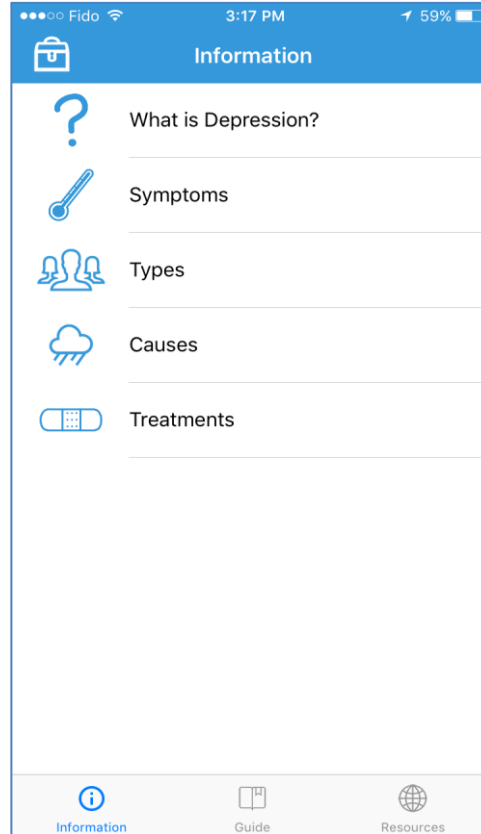 Fido 3:17 PM 59%
Information
What is Depression?
Symptoms
Types
Causes
Treatments
Information Guide Resources